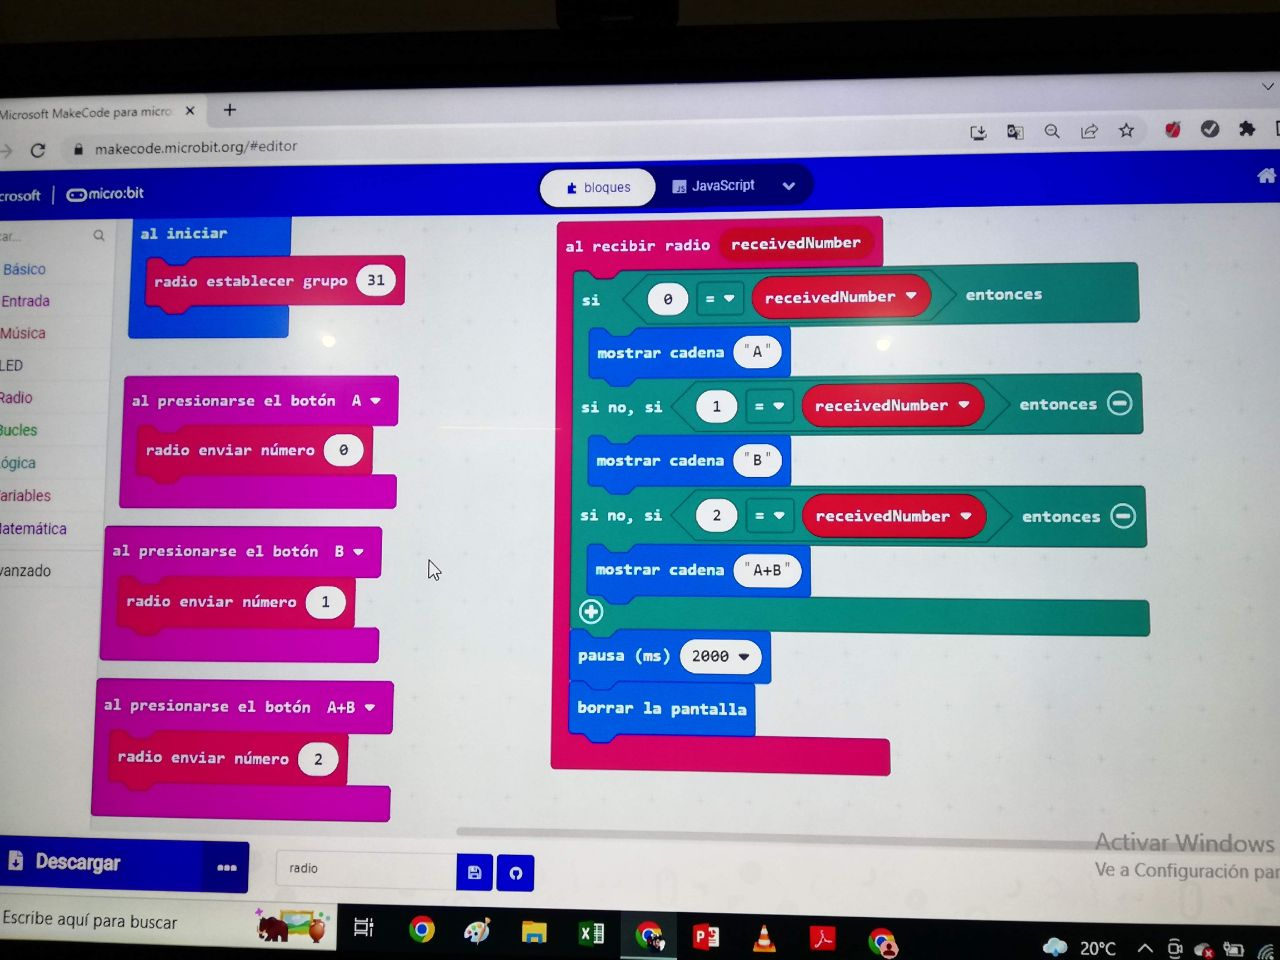 Microsoft MakeCode para micro
makecode.microbit.org/#editor
crosoft
micro:bit
bloques
JS JavaScript
Básico
Entrada
Música
LED
Radio
Bucles
ógica
ariables
latemática
vanzado
al iniciar
radio establecer grupo 31
al presionarse el botón A
radio enviar número 0
al presionarse el botón B
radio enviar número 1
al presionarse el botón A+B
radio enviar número 2
al recibir radio receivedNumber
si 0 = receivedNumber entonces
mostrar cadena "A"
si no, si 1 = receivedNumber entonces
mostrar cadena "B"
si no, si 2 = receivedNumber entonces
mostrar cadena "A+B"
pausa (ms) 2000
borrar la pantalla
Activar Windows
Ve a Configuración par
Descargar
radio
Escribe aquí para buscar
20°C